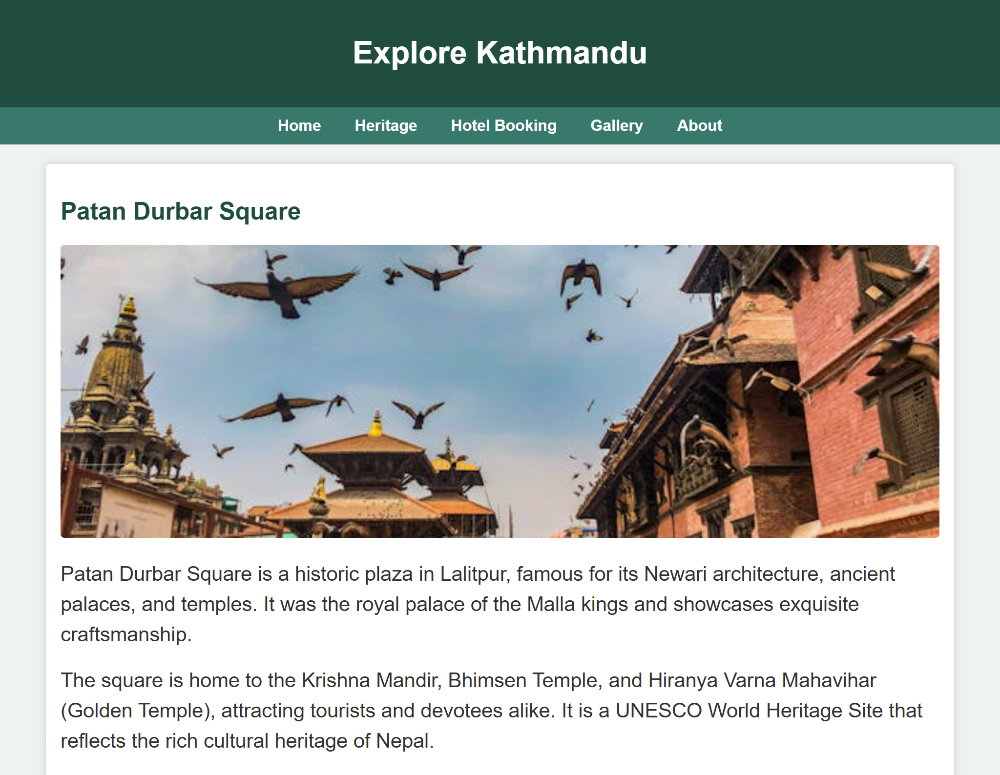 Explore Kathmandu
Home Heritage Hotel Booking Gallery About
Patan Durbar Square
Patan Durbar Square is a historic plaza in Lalitpur, famous for its Newari architecture, ancient
palaces, and temples. It was the royal palace of the Malla kings and showcases exquisite
craftsmanship.
The square is home to the Krishna Mandir, Bhimsen Temple, and Hiranya Varna Mahavihar
(Golden Temple), attracting tourists and devotees alike. It is a UNESCO World Heritage Site that
reflects the rich cultural heritage of Nepal.